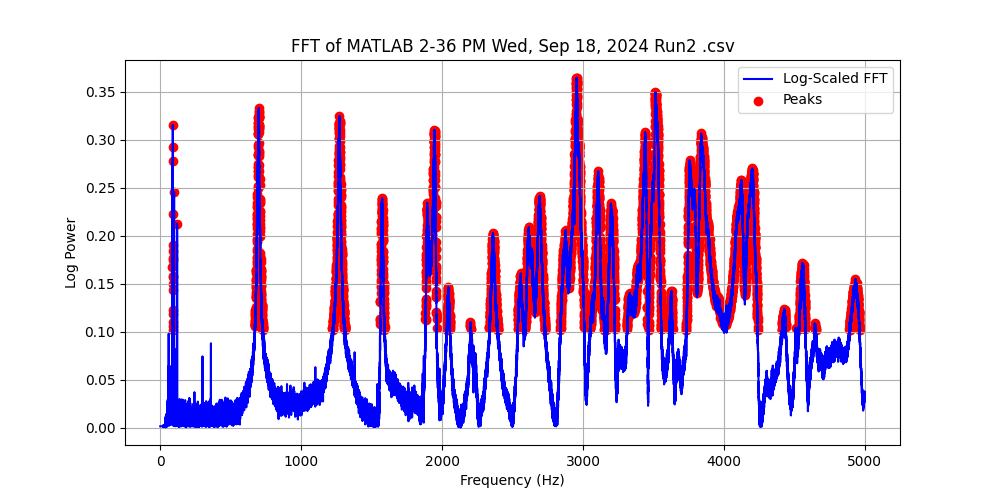 FFT of MATLAB 2-36 PM Wed, Sep 18, 2024 Run2 .csv
Log-Scaled FFT
Peaks
Log Power
0.35
0.30
0.25
0.20
0.15
0.10
0.05
0.00
0 1000 2000 3000 4000 5000
Frequency (Hz)